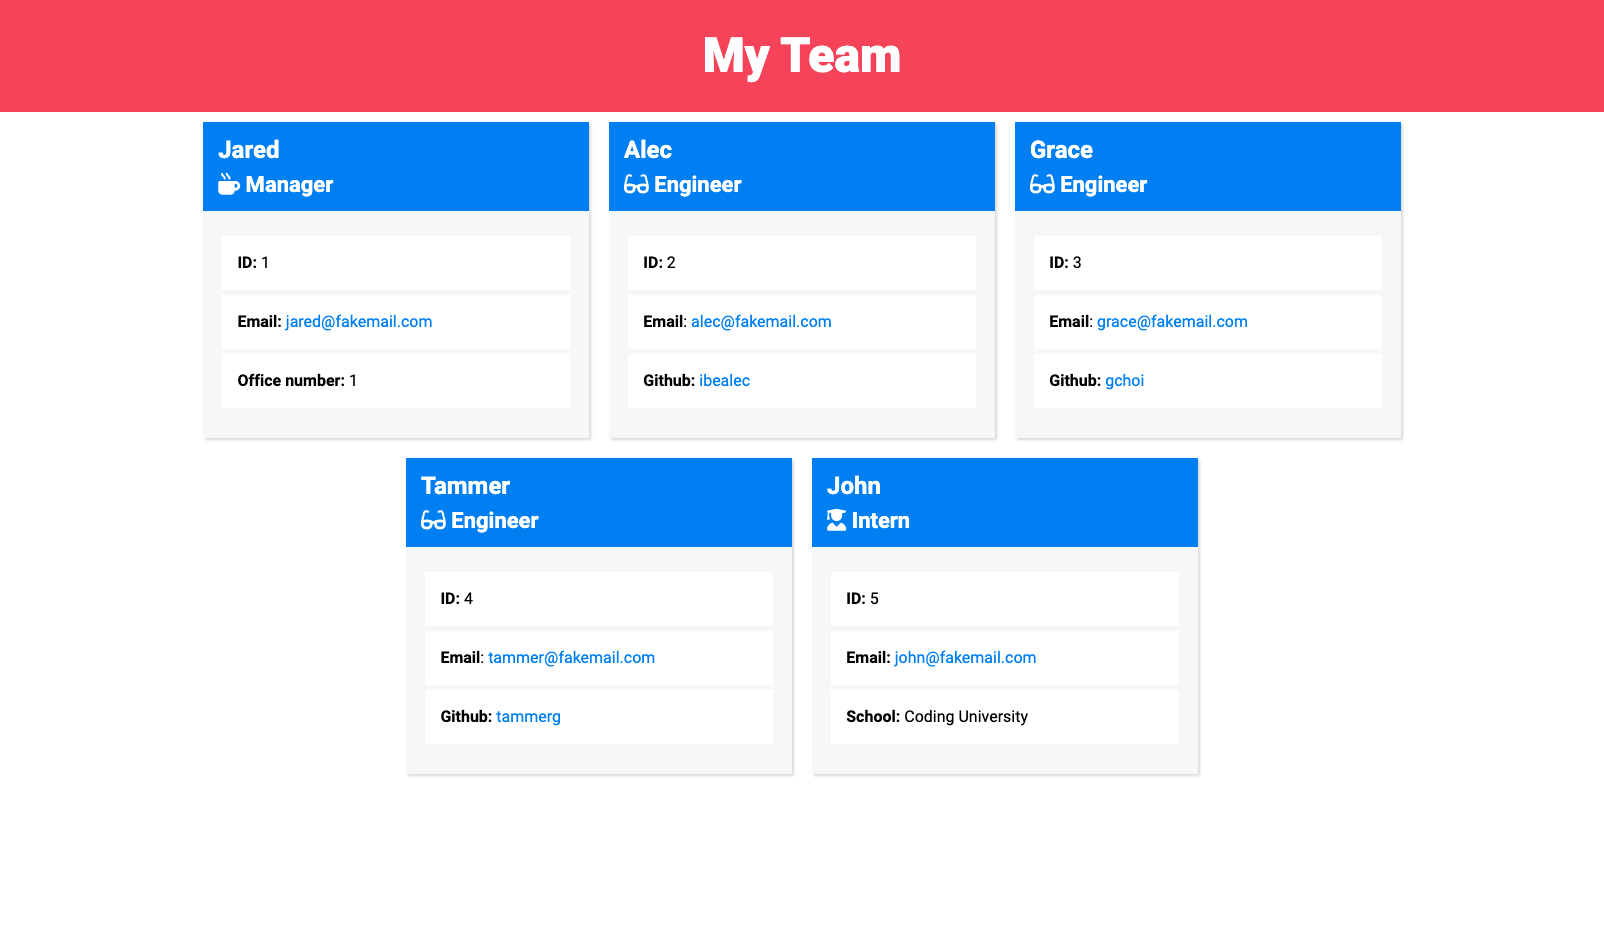 My Team
Jared
Manager
ID: 1
Email: jared@fakemail.com
Office number: 1
Alec
Engineer
ID: 2
Email: alec@fakemail.com
Github: ibealec
Grace
Engineer
ID: 3
Email: grace@fakemail.com
Github: gchoi
Tammer
Engineer
ID: 4
Email: tammer@fakemail.com
Github: tammerg
John
Intern
ID: 5
Email: john@fakemail.com
School: Coding University